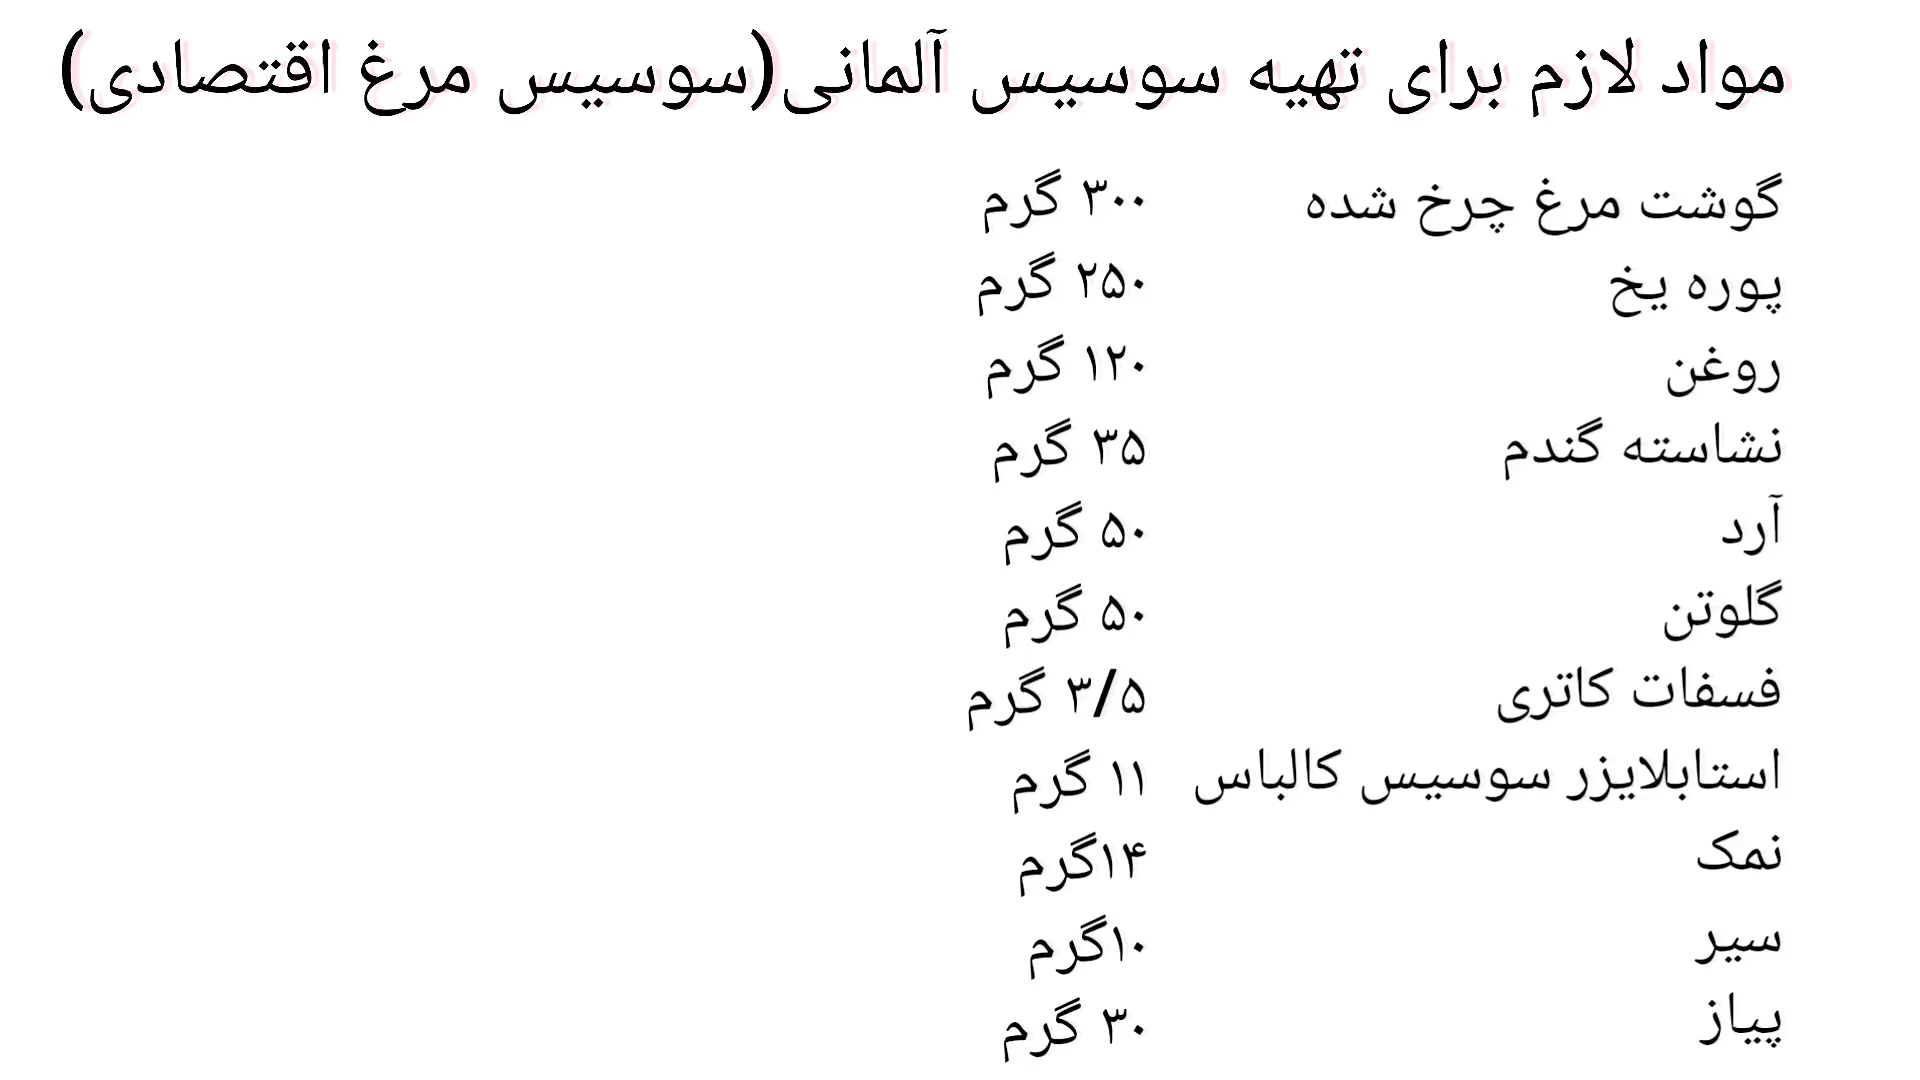 مواد لازم برای تهیه سوسیس آلمانی(سوسیس مرغ اقتصادی)
گوشت مرغ چرخ شده ۳۰۰ گرم
پوره یخ ۲۵۰ گرم
روغن ۱۲۰ گرم
نشاسته گندم ۳۵ گرم
آرد ۵۰ گرم
گلوتن ۵۰ گرم
فسفات کاتری ۳/۵ گرم
استابلایزر سوسیس کالباس ۱۱ گرم
نمک ۱۴گرم
سیر ۱۰گرم
پیاز ۳۰ گرم